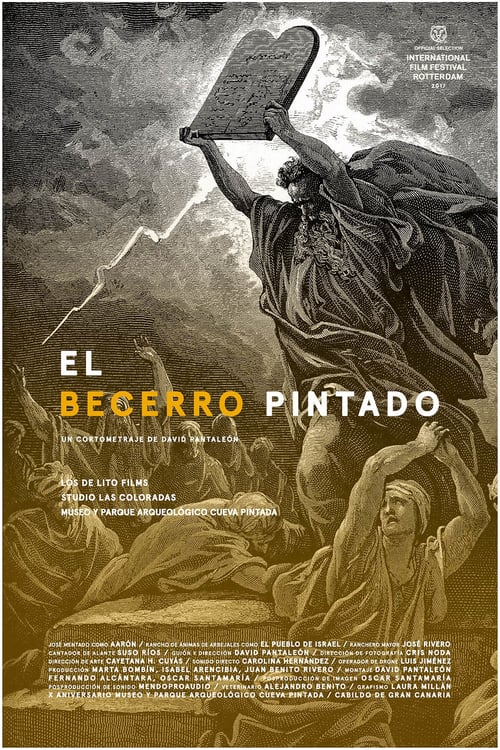 OFFICIAL SELECTION
INTERNATIONAL
FILM FESTIVAL
ROTTERDAM
2017
EL
BECERRO PINTADO
UN CORTOMETRAJE DE DAVID PANTALEÓN
LOS DE LITO FILMS
STUDIO LAS COLORADAS
MUSEO Y PARQUE ARQUEOLÓGICO CUEVA PINTADA
JOSÉ MENTADO COMO AARÓN / RANCHO DE ÁNIMAS DE ARBEJALES COMO EL PUEBLO DE ISRAEL / RANCHERO MAYOR JOSÉ RIVERO
CANTADOR DE ALANTE SUSO RÍOS / GUIÓN Y DIRECCIÓN DAVID PANTALEÓN / DIRECCIÓN DE FOTOGRAFÍA CRIS NODA
DIRECCIÓN DE ARTE CAYETANA H. CUYÁS / SONIDO DIRECTO CAROLINA HERNÁNDEZ / OPERADOR DE DRONE LUIS JIMÉNEZ
PRODUCCIÓN MARTA BOMBÍN, ISABEL ARENCIBIA, JUAN BENITO RIVERO / MONTAJE DAVID PANTALEÓN
FERNANDO ALCÁNTARA, OSCAR SANTAMARÍA / POSPRODUCCIÓN DE IMAGEN OSCAR SANTAMARÍA
POSPRODUCCIÓN DE SONIDO MENDOPROAUDIO / VETERINARIO ALEJANDRO BENITO / GRAFISMO LAURA MILLÁN
X ANIVERSARIO MUSEO Y PARQUE ARQUEOLÓGICO CUEVA PINTADA / CABILDO DE GRAN CANARIA